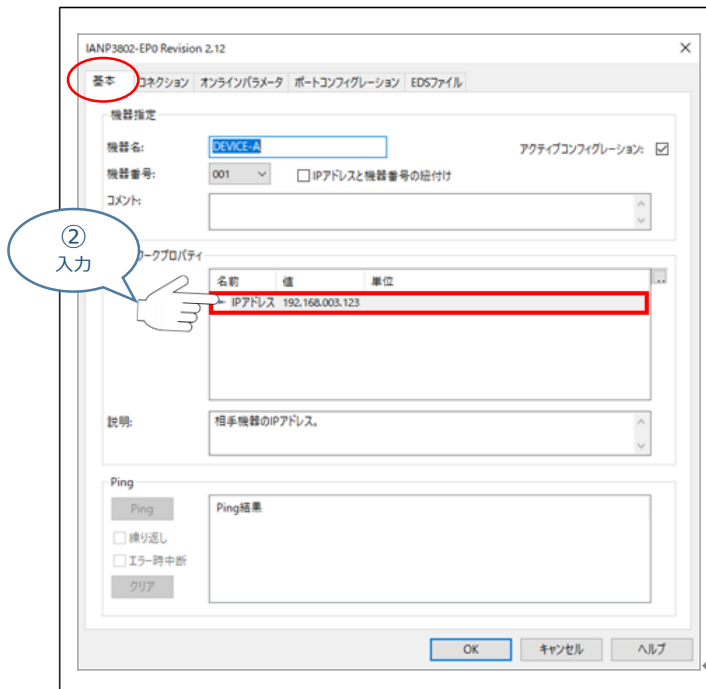 IANP3802-EP0 Revision 2.12
基本 コネクション オンラインパラメータ ポートコンフィグレーション EDSファイル
機器指定
機器名: DEVICE-A アクティブコンフィグレーション:
機器番号: 001 IPアドレスと機器番号の紐付け
コメント:
②
入力
ークプロパティ
名前 値 単位
IPアドレス 192.168.003.123
説明: 相手機器のIPアドレス。
Ping
Ping Ping結果
繰り返し
エラー時中断
クリア
OK キャンセル ヘルプ